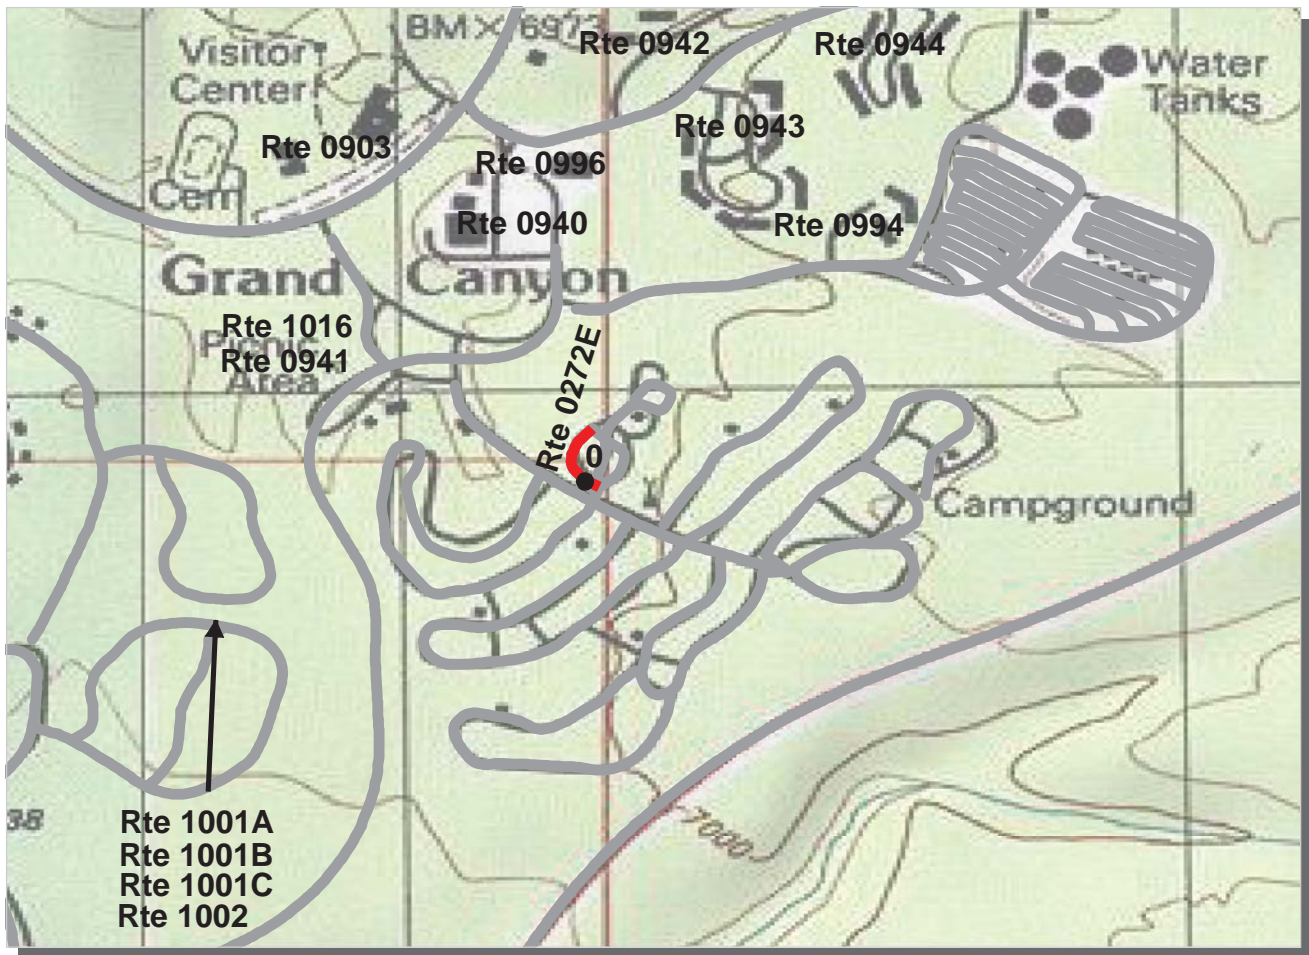 BM X 6973
Rte 0942
Rte 0944
Visitor
Center
Water
Tanks
Rte 0943
Rte 0903
Rte 0996
Cem
Rte 0940
Rte 0994
Grand Canyon
Rte 1016
Picnic
Rte 0941
Area
Rte 0272E
0
Campground
7000
38
Rte 1001A
Rte 1001B
Rte 1001C
Rte 1002